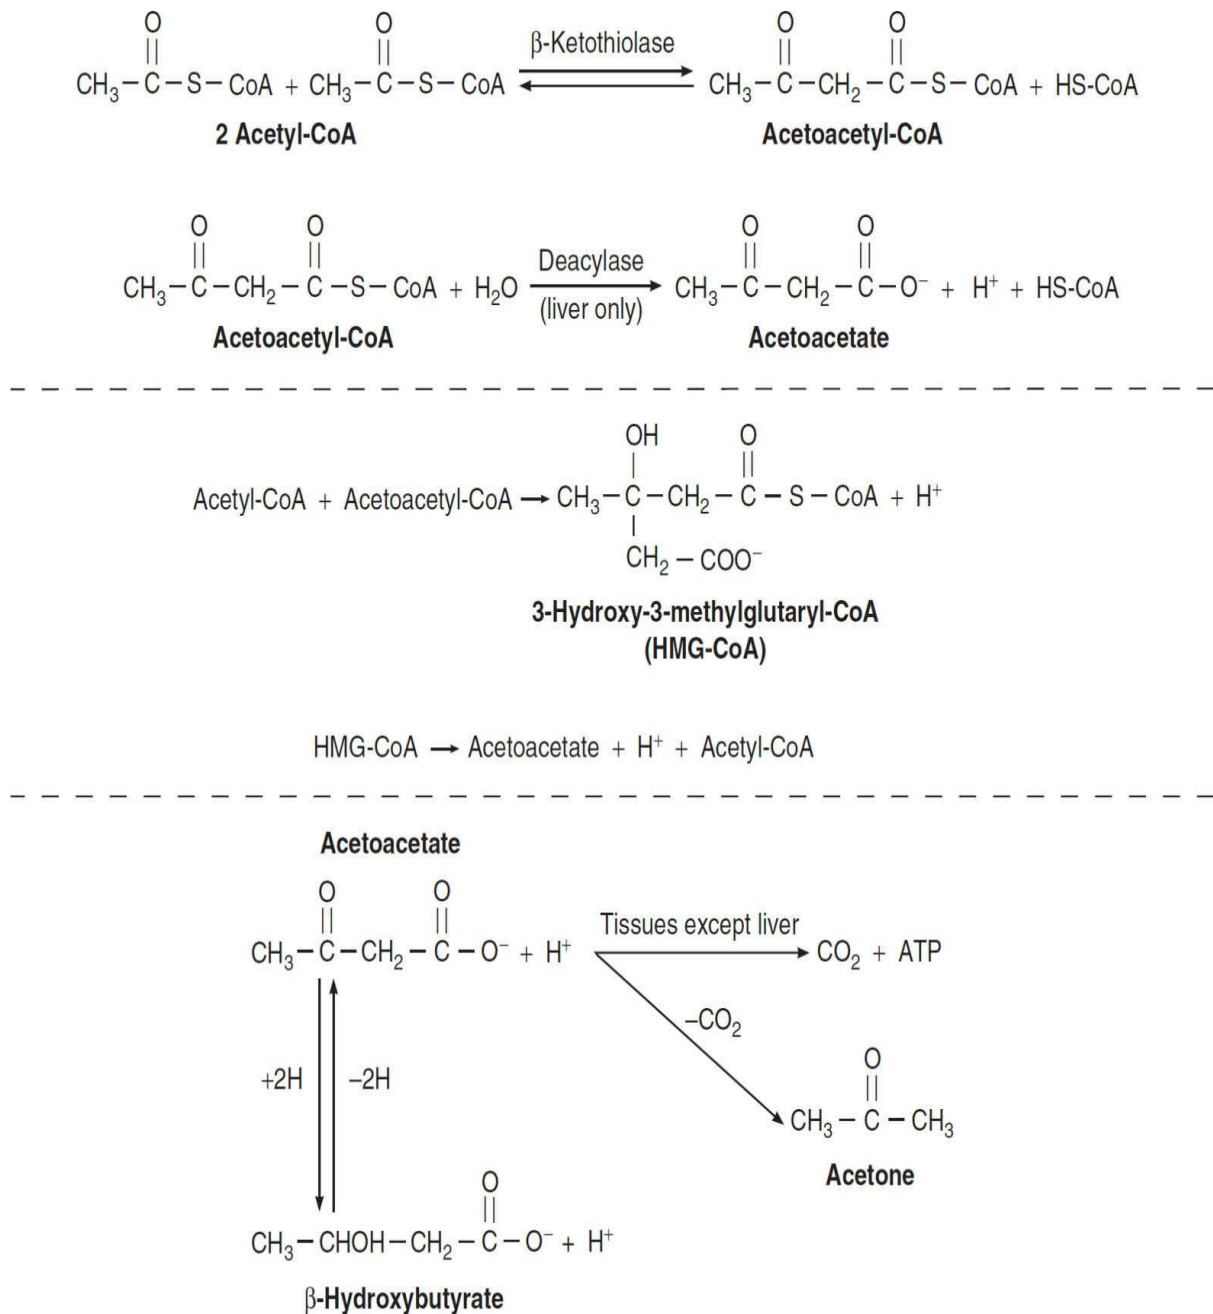 O O O O
CH₃–C–S–CoA + CH₃–C–S–CoA β-Ketothiolase CH₃–C–CH₂–C–S–CoA + HS-CoA
2 Acetyl-CoA Acetoacetyl-CoA
O O O O
CH₃–C–CH₂–C–S–CoA + H₂O Deacylase (liver only) CH₃–C–CH₂–C–O⁻ + H⁺ + HS-CoA
Acetoacetyl-CoA Acetoacetate
OH O
Acetyl-CoA + Acetoacetyl-CoA → CH₃–C–CH₂–C–S–CoA + H⁺
CH₂–COO⁻
3-Hydroxy-3-methylglutaryl-CoA
(HMG-CoA)
HMG-CoA → Acetoacetate + H⁺ + Acetyl-CoA
Acetoacetate
O O
CH₃–C–CH₂–C–O⁻ + H⁺ Tissues except liver CO₂ + ATP
–CO₂
+2H –2H
O
CH₃–C–CH₃
Acetone
O
CH₃–CHOH–CH₂–C–O⁻ + H⁺
β-Hydroxybutyrate